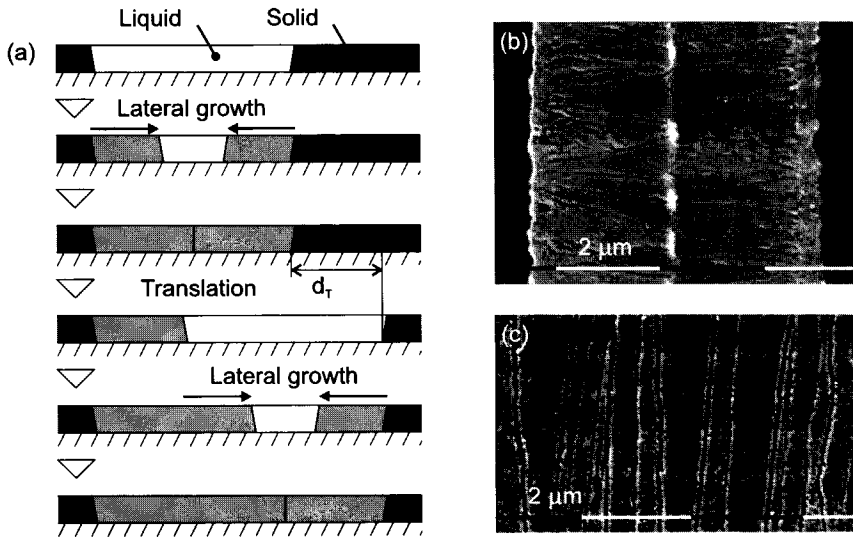 (a)
Liquid
Solid
Lateral growth
Translation
d_T
Lateral growth
(b)
2 µm
(c)
2 µm